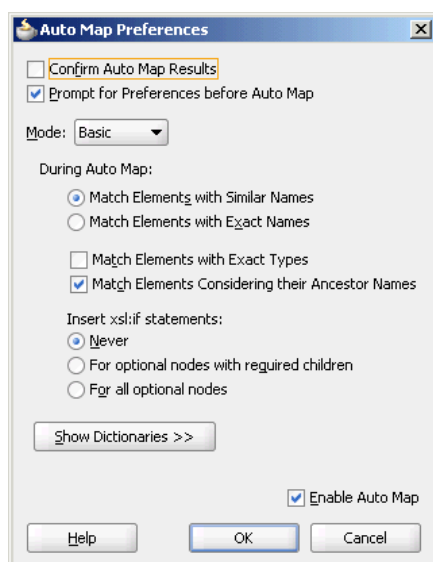 Auto Map Preferences
Confirm Auto Map Results
Prompt for Preferences before Auto Map
Mode: Basic
During Auto Map:
Match Elements with Similar Names
Match Elements with Exact Names
Match Elements with Exact Types
Match Elements Considering their Ancestor Names
Insert xsl:if statements:
Never
For optional nodes with required children
For all optional nodes
Show Dictionaries >>
Enable Auto Map
Help OK Cancel